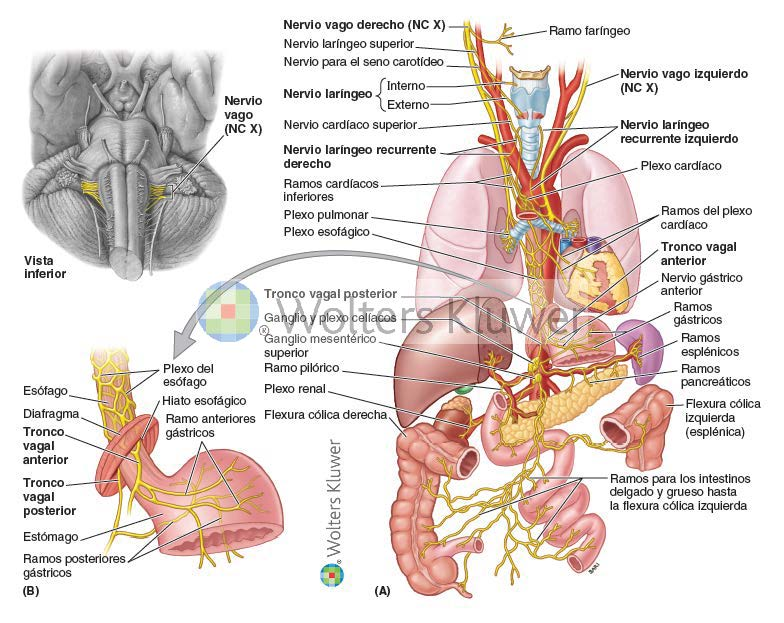 Nervio
vago
(NC X)
Vista
inferior
Nervio vago derecho (NC X)
Nervio laríngeo superior
Nervio para el seno carotídeo
Nervio laríngeo
Interno
Externo
Nervio cardíaco superior
Nervio laríngeo recurrente
derecho
Ramos cardíacos
inferiores
Plexo pulmonar
Plexo esofágico
Tronco vagal posterior
Ganglio y plexo celíacos
Ganglio mesentérico
superior
Ramo pilórico
Plexo renal
Flexura cólica derecha
Ramo faríngeo
Nervio vago izquierdo
(NC X)
Nervio laríngeo
recurrente izquierdo
Plexo cardíaco
Ramos del plexo
cardíaco
Tronco vagal
anterior
Nervio gástrico
anterior
Ramos
gástricos
Ramos
esplénicos
Ramos
pancreáticos
Flexura cólica
izquierda
(esplénica)
Ramos para los intestinos
delgado y grueso hasta
la flexura cólica izquierda
(A)
Plexo del
esófago
Hiato esofágico
Ramo anteriores
gástricos
Esófago
Diafragma
Tronco
vagal
anterior
Tronco
vagal
posterior
Estómago
Ramos posteriores
gástricos
(B)
® Wolters Kluwer
® Wolters Kluwer